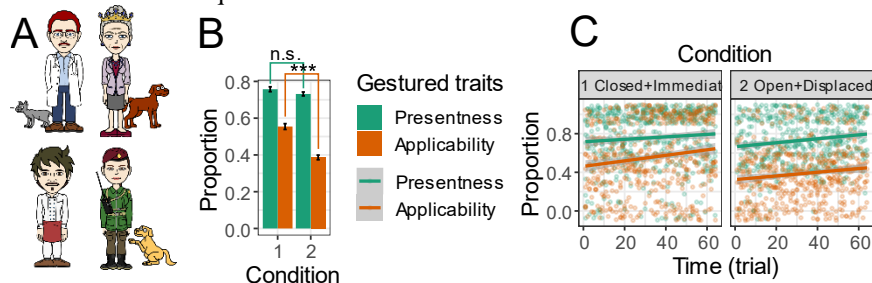 A
B
n.s.
***
0.8
0.6
0.4
0.2
0.0
Proportion
1 2
Condition
Gestured traits
Presentness
Applicability
Presentness
Applicability
C
Condition
1 Closed+Immediat
2 Open+Displaced
Proportion
0.8
0.4
0.0
0 20 40 60 0 20 40 60
Time (trial)